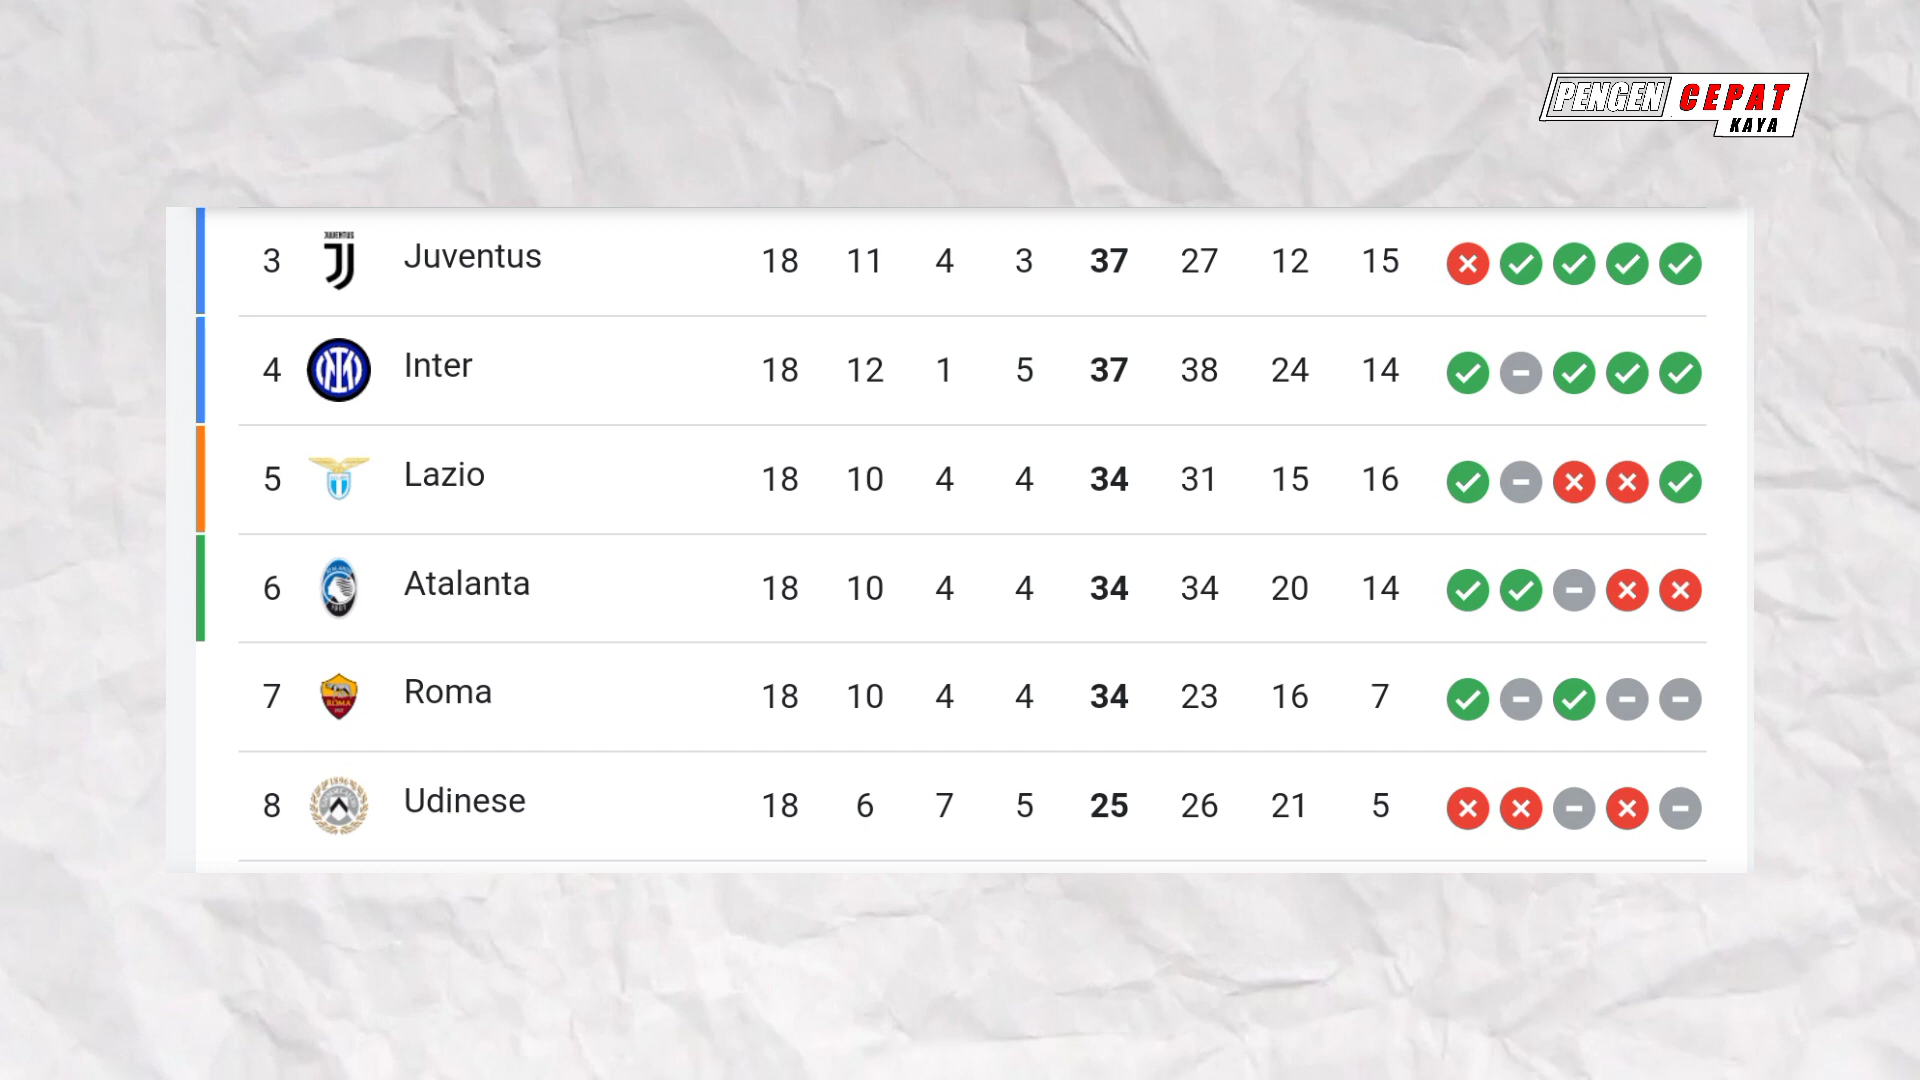 PENGEN CEPAT
KAYA
3 JUVENTUS Juventus 18 11 4 3 37 27 12 15
4 Inter 18 12 1 5 37 38 24 14
5 Lazio 18 10 4 4 34 31 15 16
6 Atalanta 18 10 4 4 34 34 20 14
7 ROMA Roma 18 10 4 4 34 23 16 7
8 1896 Udinese 18 6 7 5 25 26 21 5